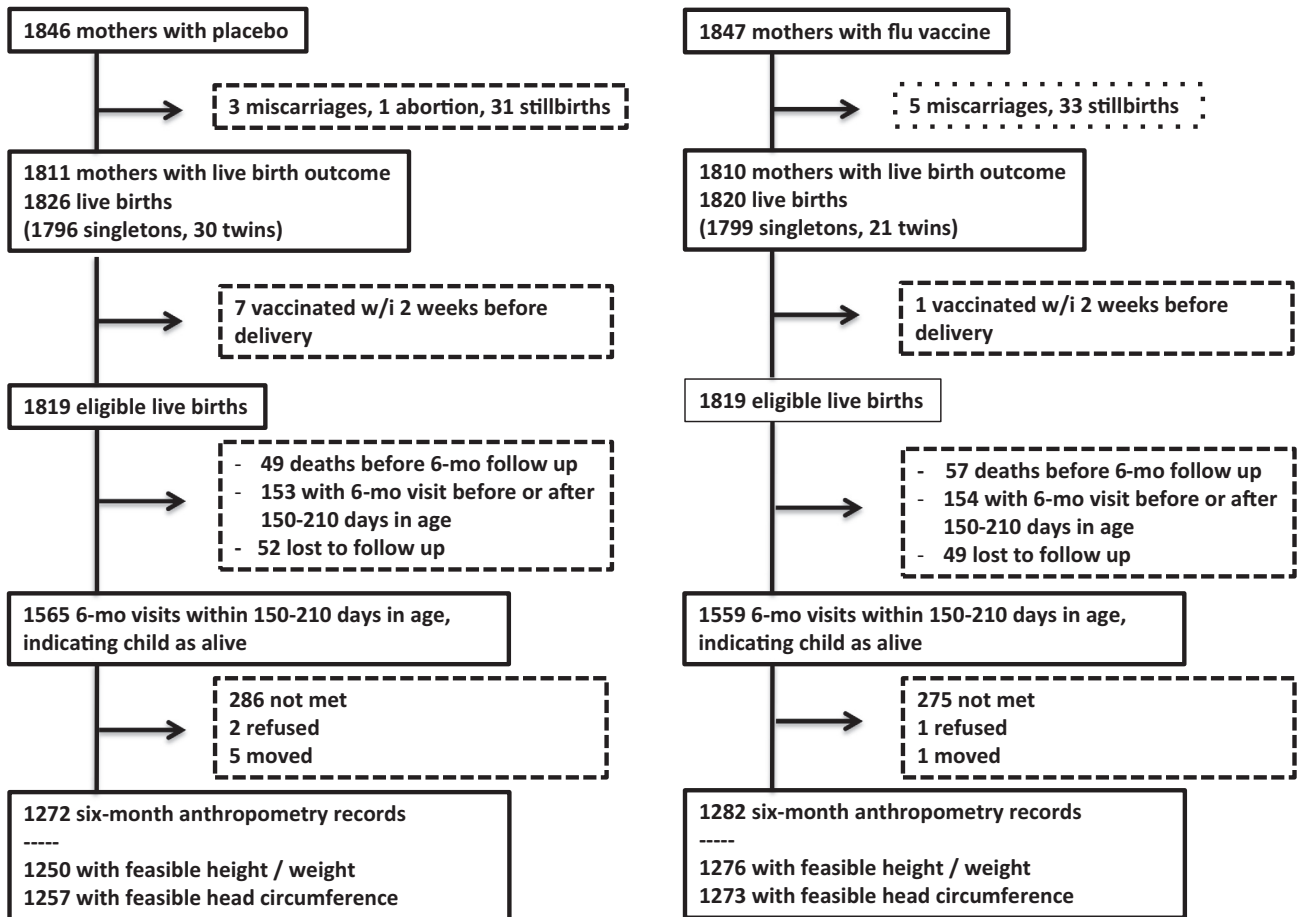 1846 mothers with placebo
3 miscarriages, 1 abortion, 31 stillbirths
1811 mothers with live birth outcome
1826 live births
(1796 singletons, 30 twins)
7 vaccinated w/i 2 weeks before
delivery
1819 eligible live births
- 49 deaths before 6-mo follow up
- 153 with 6-mo visit before or after
150-210 days in age
- 52 lost to follow up
1565 6-mo visits within 150-210 days in age,
indicating child as alive
286 not met
2 refused
5 moved
1272 six-month anthropometry records
-----
1250 with feasible height / weight
1257 with feasible head circumference
1847 mothers with flu vaccine
5 miscarriages, 33 stillbirths
1810 mothers with live birth outcome
1820 live births
(1799 singletons, 21 twins)
1 vaccinated w/i 2 weeks before
delivery
1819 eligible live births
- 57 deaths before 6-mo follow up
- 154 with 6-mo visit before or after
150-210 days in age
- 49 lost to follow up
1559 6-mo visits within 150-210 days in age,
indicating child as alive
275 not met
1 refused
1 moved
1282 six-month anthropometry records
-----
1276 with feasible height / weight
1273 with feasible head circumference